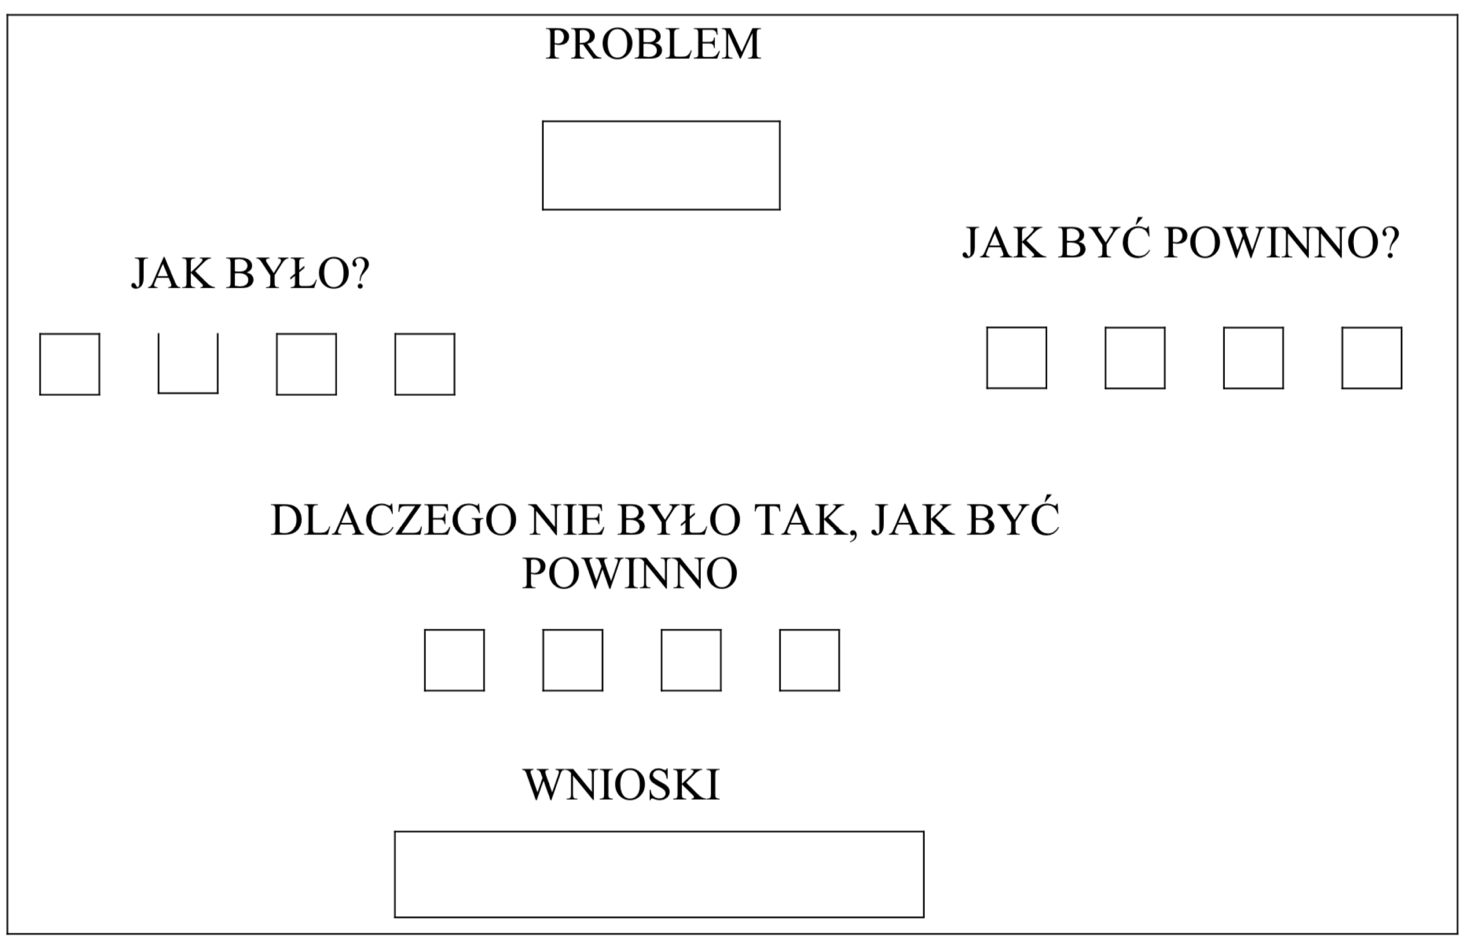 PROBLEM
JAK BYŁO?
JAK BYĆ POWINNO?
DLACZEGO NIE BYŁO TAK, JAK BYĆ
POWINNO
WNIOSKI